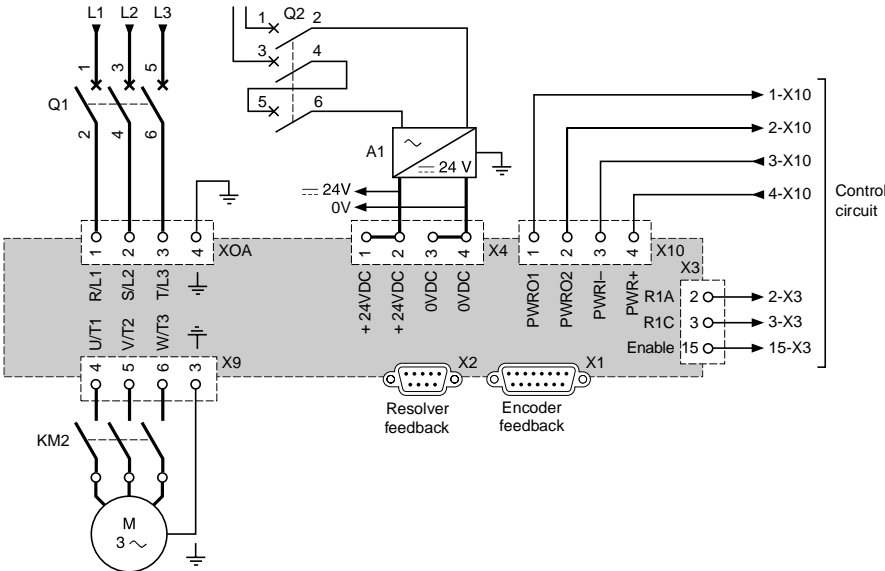 L1 L2 L3
1 3 5
Q1
2 4 6
1 Q2 2
3 4
5 6
A1
24 V
24V
0V
1 2 3 4 XOA
R/L1 S/L2 T/L3
U/T1 V/T2 W/T3
4 5 6 3 X9
KM2
M
3
1 2 3 4 X4
+ 24VDC + 24VDC 0VDC 0VDC
1 2 3 4 X10
PWRO1 PWRO2 PWRI– PWR+
X3
R1A 2
R1C 3
Enable 15
1-X10
2-X10
3-X10
4-X10
2-X3
3-X3
15-X3
Control
circuit
X2
Resolver
feedback
X1
Encoder
feedback